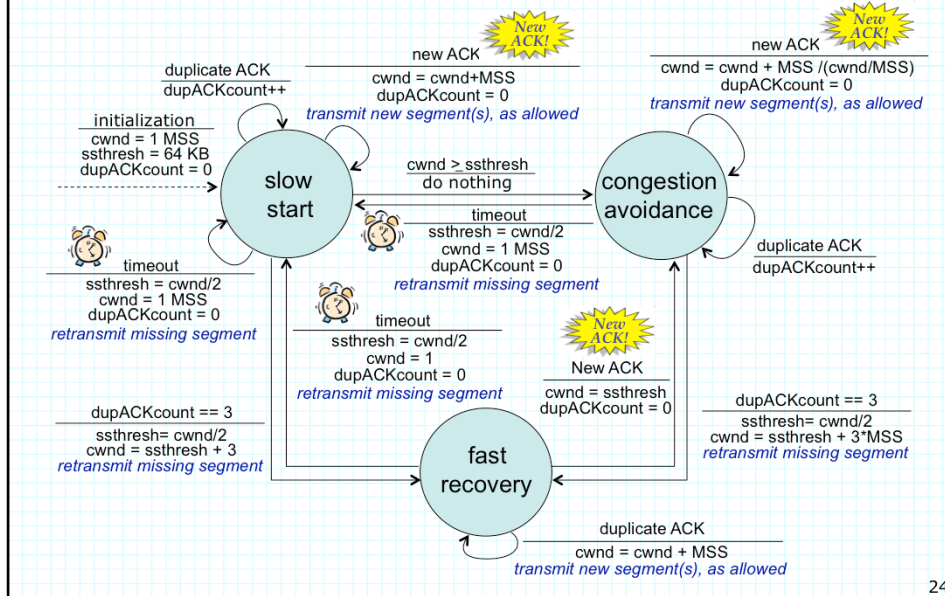 New
ACK!
new ACK
cwnd = cwnd+MSS
dupACKcount = 0
transmit new segment(s), as allowed
New
ACK!
new ACK
cwnd = cwnd + MSS /(cwnd/MSS)
dupACKcount = 0
transmit new segment(s), as allowed
duplicate ACK
dupACKcount++
initialization
cwnd = 1 MSS
ssthresh = 64 KB
dupACKcount = 0
slow
start
cwnd ≥ ssthresh
do nothing
congestion
avoidance
timeout
ssthresh = cwnd/2
cwnd = 1 MSS
dupACKcount = 0
retransmit missing segment
timeout
ssthresh = cwnd/2
cwnd = 1 MSS
dupACKcount = 0
retransmit missing segment
duplicate ACK
dupACKcount++
timeout
ssthresh = cwnd/2
cwnd = 1
dupACKcount = 0
retransmit missing segment
New
ACK!
New ACK
cwnd = ssthresh
dupACKcount = 0
dupACKcount == 3
ssthresh= cwnd/2
cwnd = ssthresh + 3
retransmit missing segment
dupACKcount == 3
ssthresh= cwnd/2
cwnd = ssthresh + 3*MSS
retransmit missing segment
fast
recovery
duplicate ACK
cwnd = cwnd + MSS
transmit new segment(s), as allowed
24